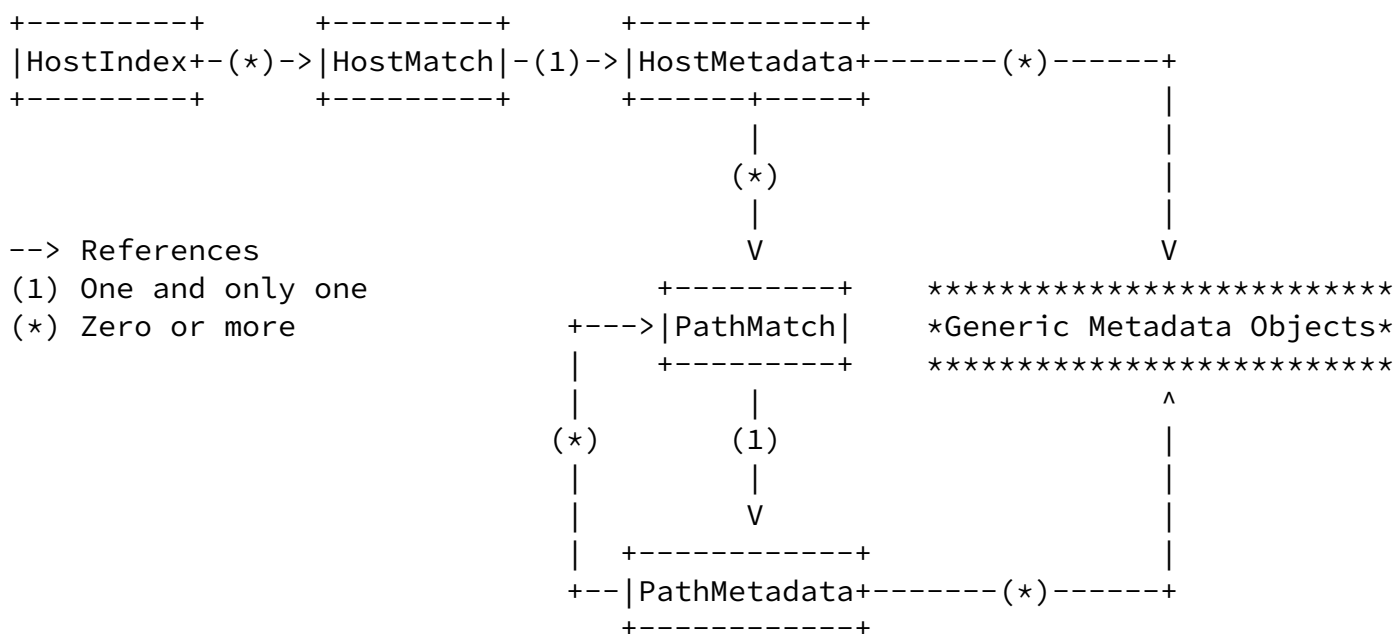 +---------+       +---------+       +------------+
|HostIndex+-(*)->|HostMatch|-(1)->|HostMetadata+-------(*)------+
+---------+       +---------+       +------+-----+                |
                                         |                      |
                                        (*)                     |
                                         |                      |
--> References                           V                      V
(1) One and only one                +---------+    **************************
(*) Zero or more               +--->|PathMatch|    *Generic Metadata Objects*
                               |    +---------+    **************************
                               |         |                      ^
                              (*)       (1)                     |
                               |         |                      |
                               |         V                      |
                               |  +------------+                |
                               +--|PathMetadata+-------(*)------+
                                  +------------+